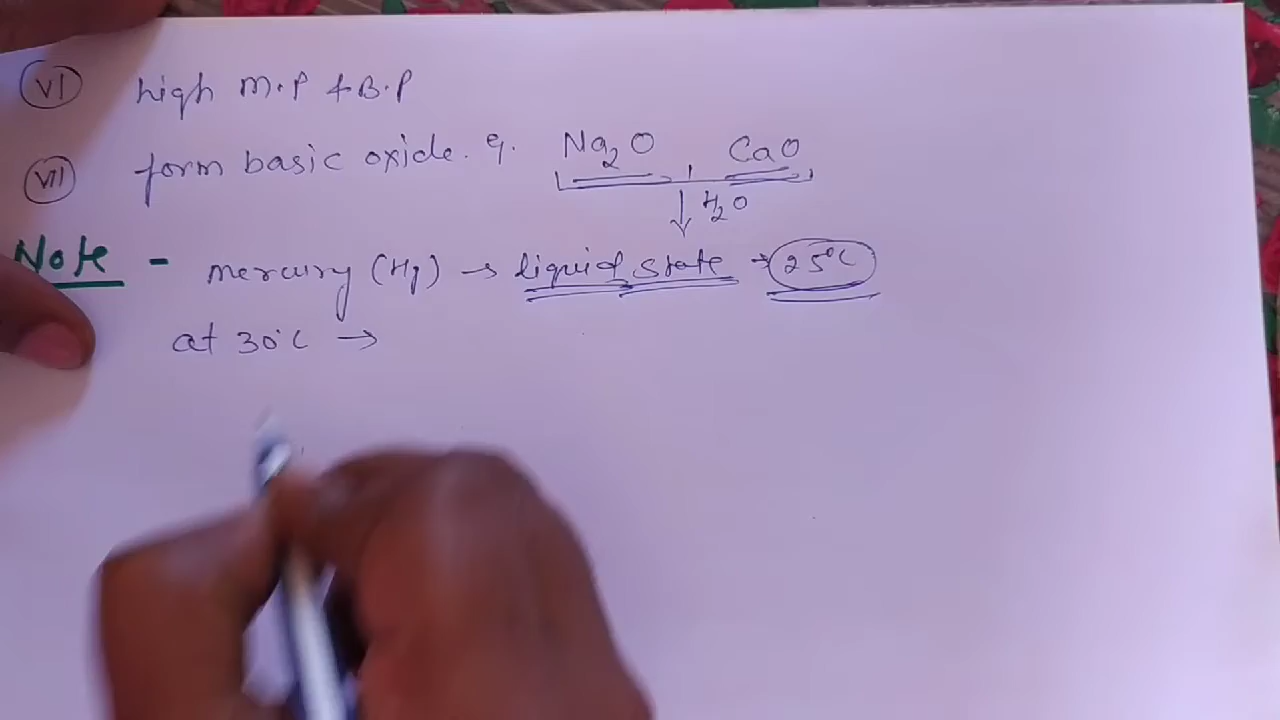 VI high m.p + B.P
VII form basic oxide. eg. Na2O , CaO
↓ H2O
Note - mercury (Hg) → liquid state → 25°C
at 30°C →